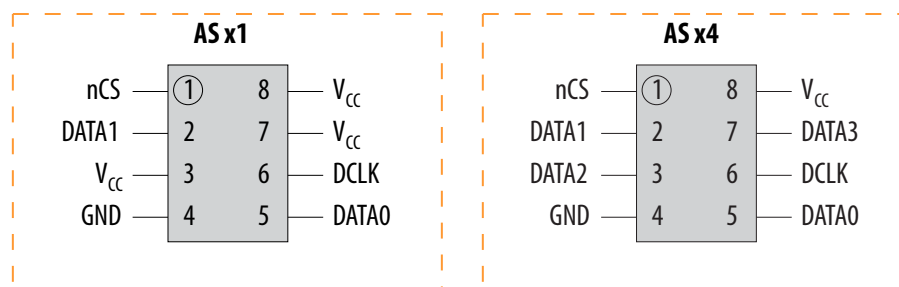 AS x1
nCS 1 8 VCC
DATA1 2 7 VCC
VCC 3 6 DCLK
GND 4 5 DATA0
AS x4
nCS 1 8 VCC
DATA1 2 7 DATA3
DATA2 3 6 DCLK
GND 4 5 DATA0